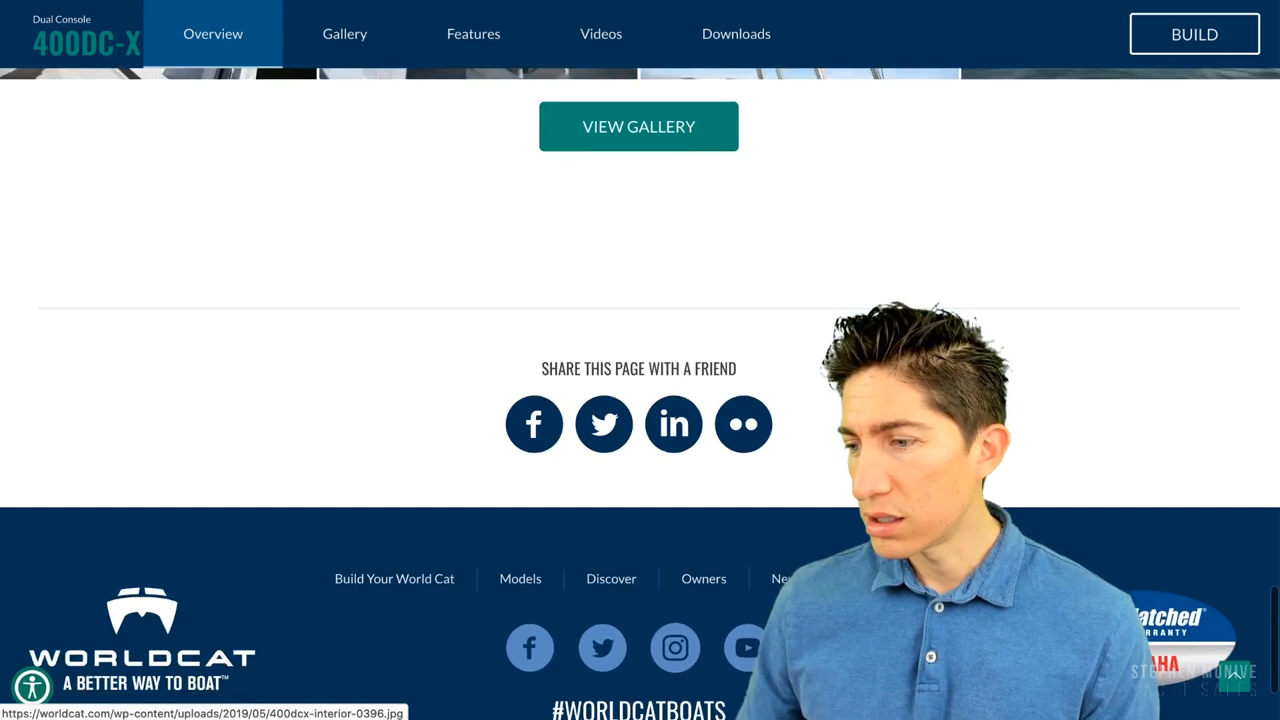 Dual Console
400DC-X
Overview
Gallery
Features
Videos
Downloads
BUILD
VIEW GALLERY
SHARE THIS PAGE WITH A FRIEND
Build Your World Cat
Models
Discover
Owners
WORLDCAT
A BETTER WAY TO BOAT™
#WORLDCATBOATS
STEPHEN MUNIVE
https://worldcat.com/wp-content/uploads/2019/05/400dcx-interior-0396.jpg